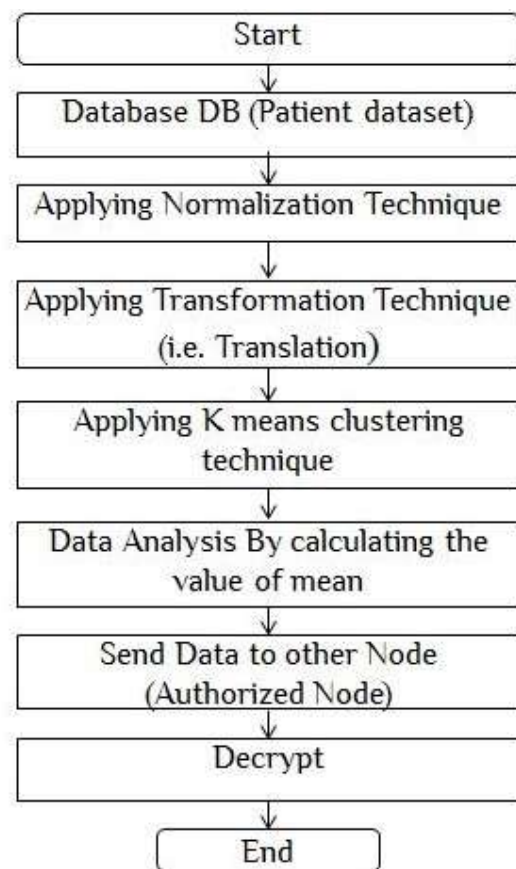 Start
Database DB (Patient dataset)
Applying Normalization Technique
Applying Transformation Technique
(i.e. Translation)
Applying K means clustering
technique
Data Analysis By calculating the
value of mean
Send Data to other Node
(Authorized Node)
Decrypt
End